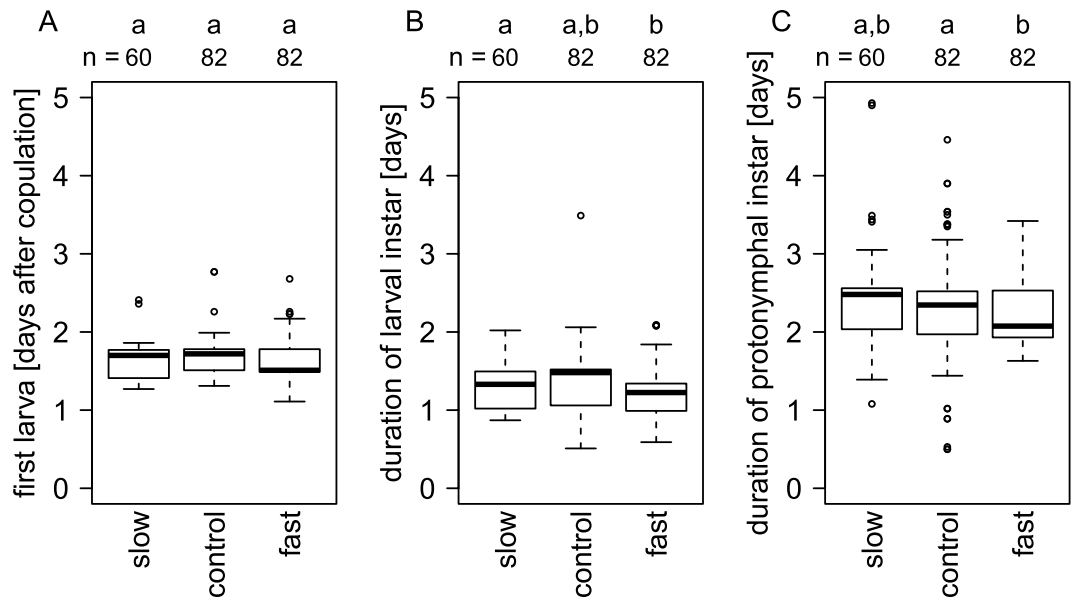 A
a a a
n = 60 82 82
first larva [days after copulation]
5
4
3
2
1
0
slow control fast
B
a a,b b
n = 60 82 82
duration of larval instar [days]
5
4
3
2
1
0
slow control fast
C
a,b a b
n = 60 82 82
duration of protonymphal instar [days]
5
4
3
2
1
0
slow control fast